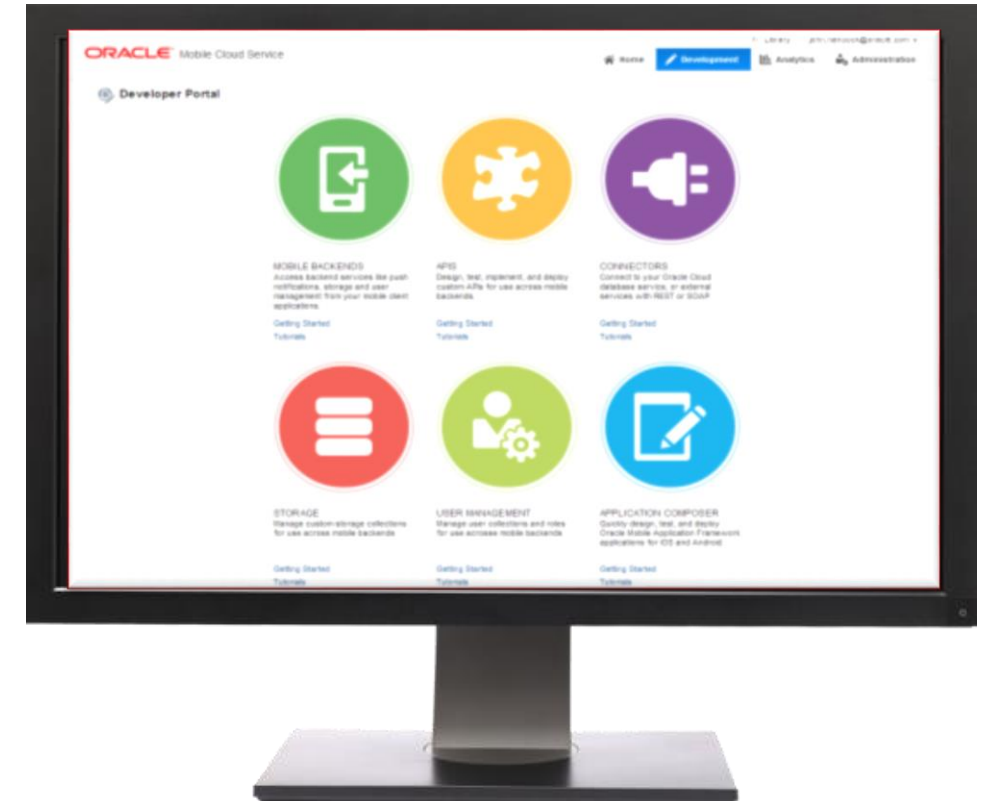 Library
ORACLE Mobile Cloud Service
Home Development Analytics Administration
Developer Portal
MOBILE BACKENDS
Access backend services like push
notifications, storage and user
management from your mobile client
applications.
Getting Started
Tutorials
APIS
Design, test, implement, and deploy
custom APIs for use across mobile
backends.
Getting Started
Tutorials
CONNECTORS
Connect to your Oracle Cloud
database service, or external
services with REST or SOAP
Getting Started
Tutorials
STORAGE
Manage custom storage collections
for use across mobile backends
Getting Started
Tutorials
USER MANAGEMENT
Manage user collections and roles
for use across mobile backends
Getting Started
Tutorials
APPLICATION COMPOSER
Quickly design, test, and deploy
Oracle Mobile Application Framework
applications for iOS and Android
Getting Started
Tutorials